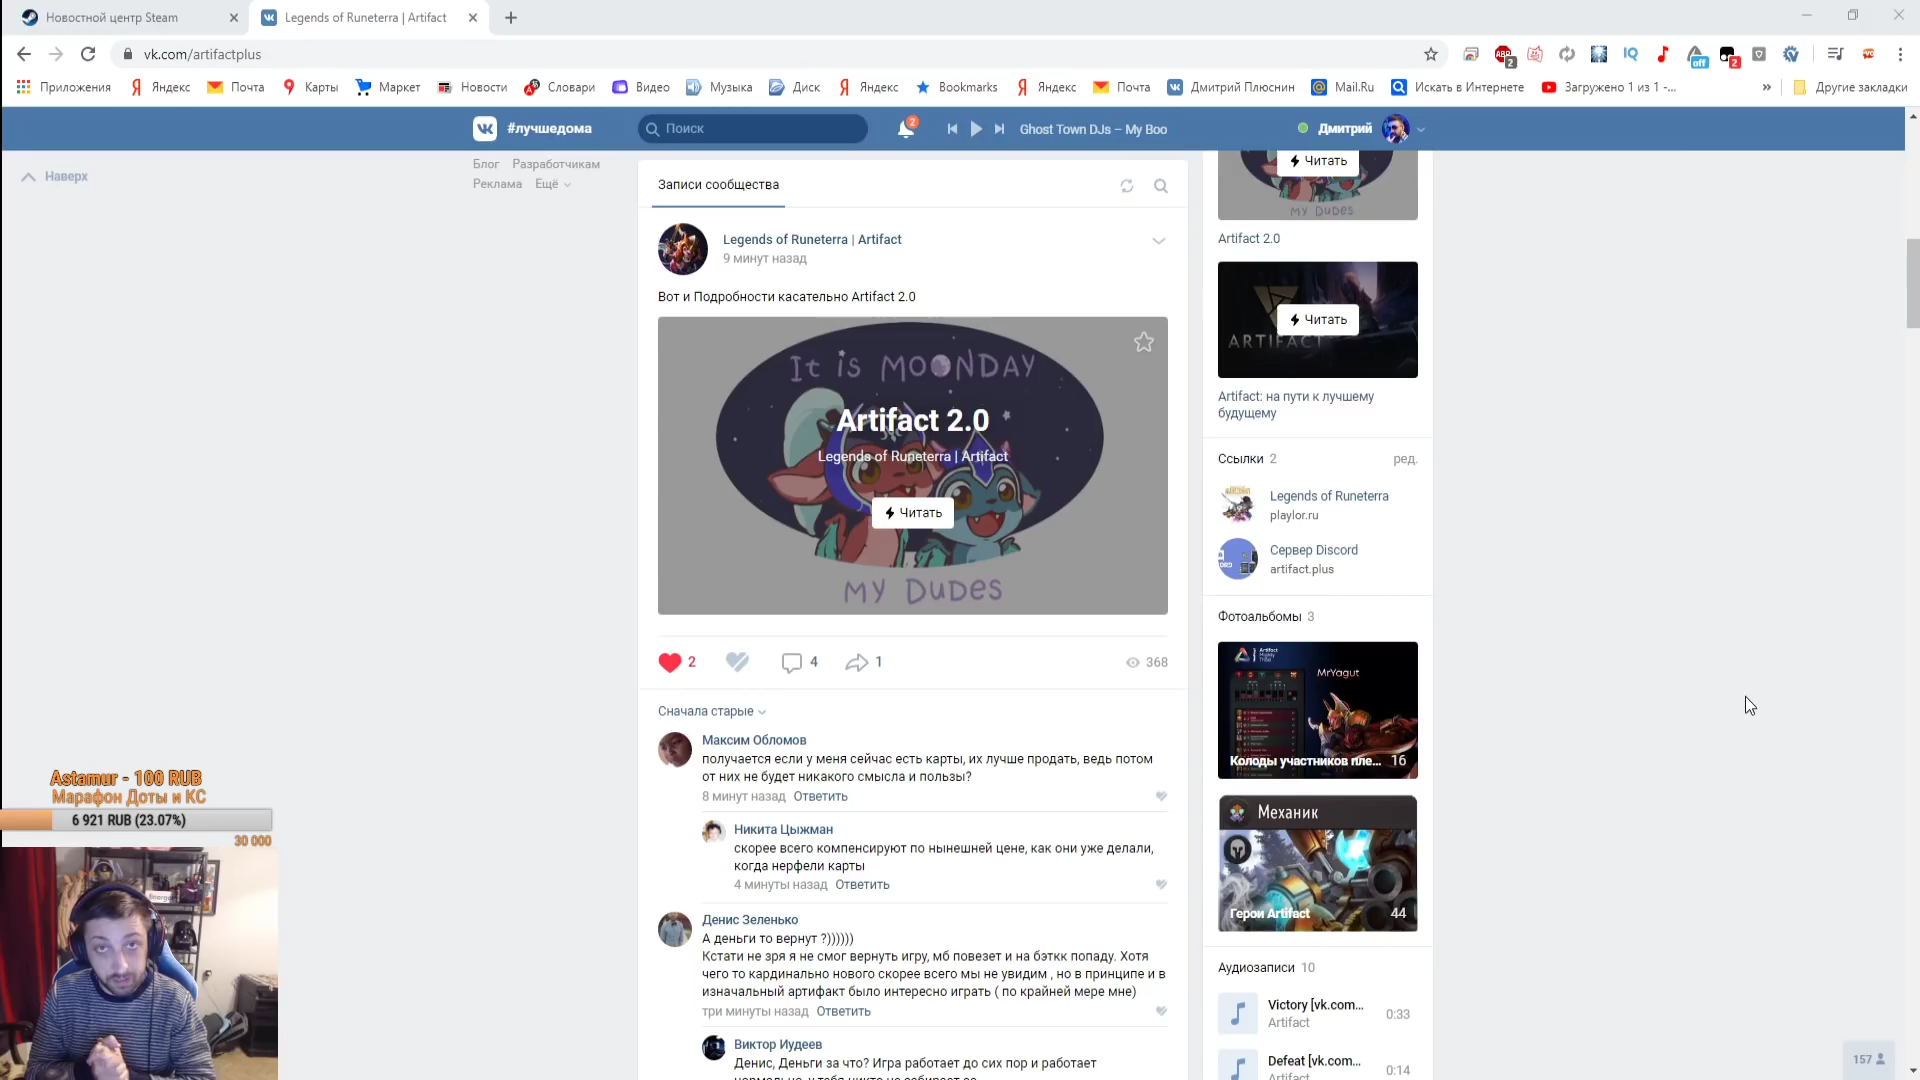 Новостной центр Steam
Legends of Runeterra | Artifact
vk.com/artifactplus
2
off
2
Приложения
Яндекс
Почта
Карты
Маркет
Новости
Словари
Видео
Музыка
Диск
Яндекс
Bookmarks
Яндекс
Почта
Дмитрий Плюснин
Mail.Ru
Искать в Интернете
Загружено 1 из 1 -...
»
Другие закладки
#лучшедома
Поиск
2
Ghost Town DJs – My Boo
Дмитрий
Наверх
Блог Разработчикам
Реклама Ещё
Записи сообщества
Legends of Runeterra | Artifact
9 минут назад
Вот и Подробности касательно Artifact 2.0
It is MOONDAY
Artifact 2.0
Legends of Runeterra | Artifact
Читать
MY DUDES
2
4
1
368
Сначала старые
Максим Обломов
получается если у меня сейчас есть карты, их лучше продать, ведь потом
от них не будет никакого смысла и пользы?
8 минут назад Ответить
Никита Цыжман
скорее всего компенсируют по нынешней цене, как они уже делали,
когда нерфели карты
4 минуты назад Ответить
Денис Зеленько
А деньги то вернут ?))))))
Кстати не зря я не смог вернуть игру, мб повезет и на бэткк попаду. Хотя
чего то кардинально нового скорее всего мы не увидим , но в принципе и в
изначальный артифакт было интересно играть ( по крайней мере мне)
три минуты назад Ответить
Виктор Иудеев
Денис, Деньги за что? Игра работает до сих пор и работает
Читать
MY DUDES
Artifact 2.0
Читать
ARTIFACT
Artifact: на пути к лучшему
будущему
Ссылки 2
ред.
Legends of Runeterra
playlor.ru
Сервер Discord
artifact.plus
Фотоальбомы 3
MrYagut
Колоды участников пле... 16
Механик
Герои Artifact 44
Аудиозаписи 10
Victory [vk.com...
Artifact
0:33
Defeat [vk.com...
Artifact
0:14
157
Astamur - 100 RUB
Марафон Доты и КС
6 921 RUB (23.07%)
30 000